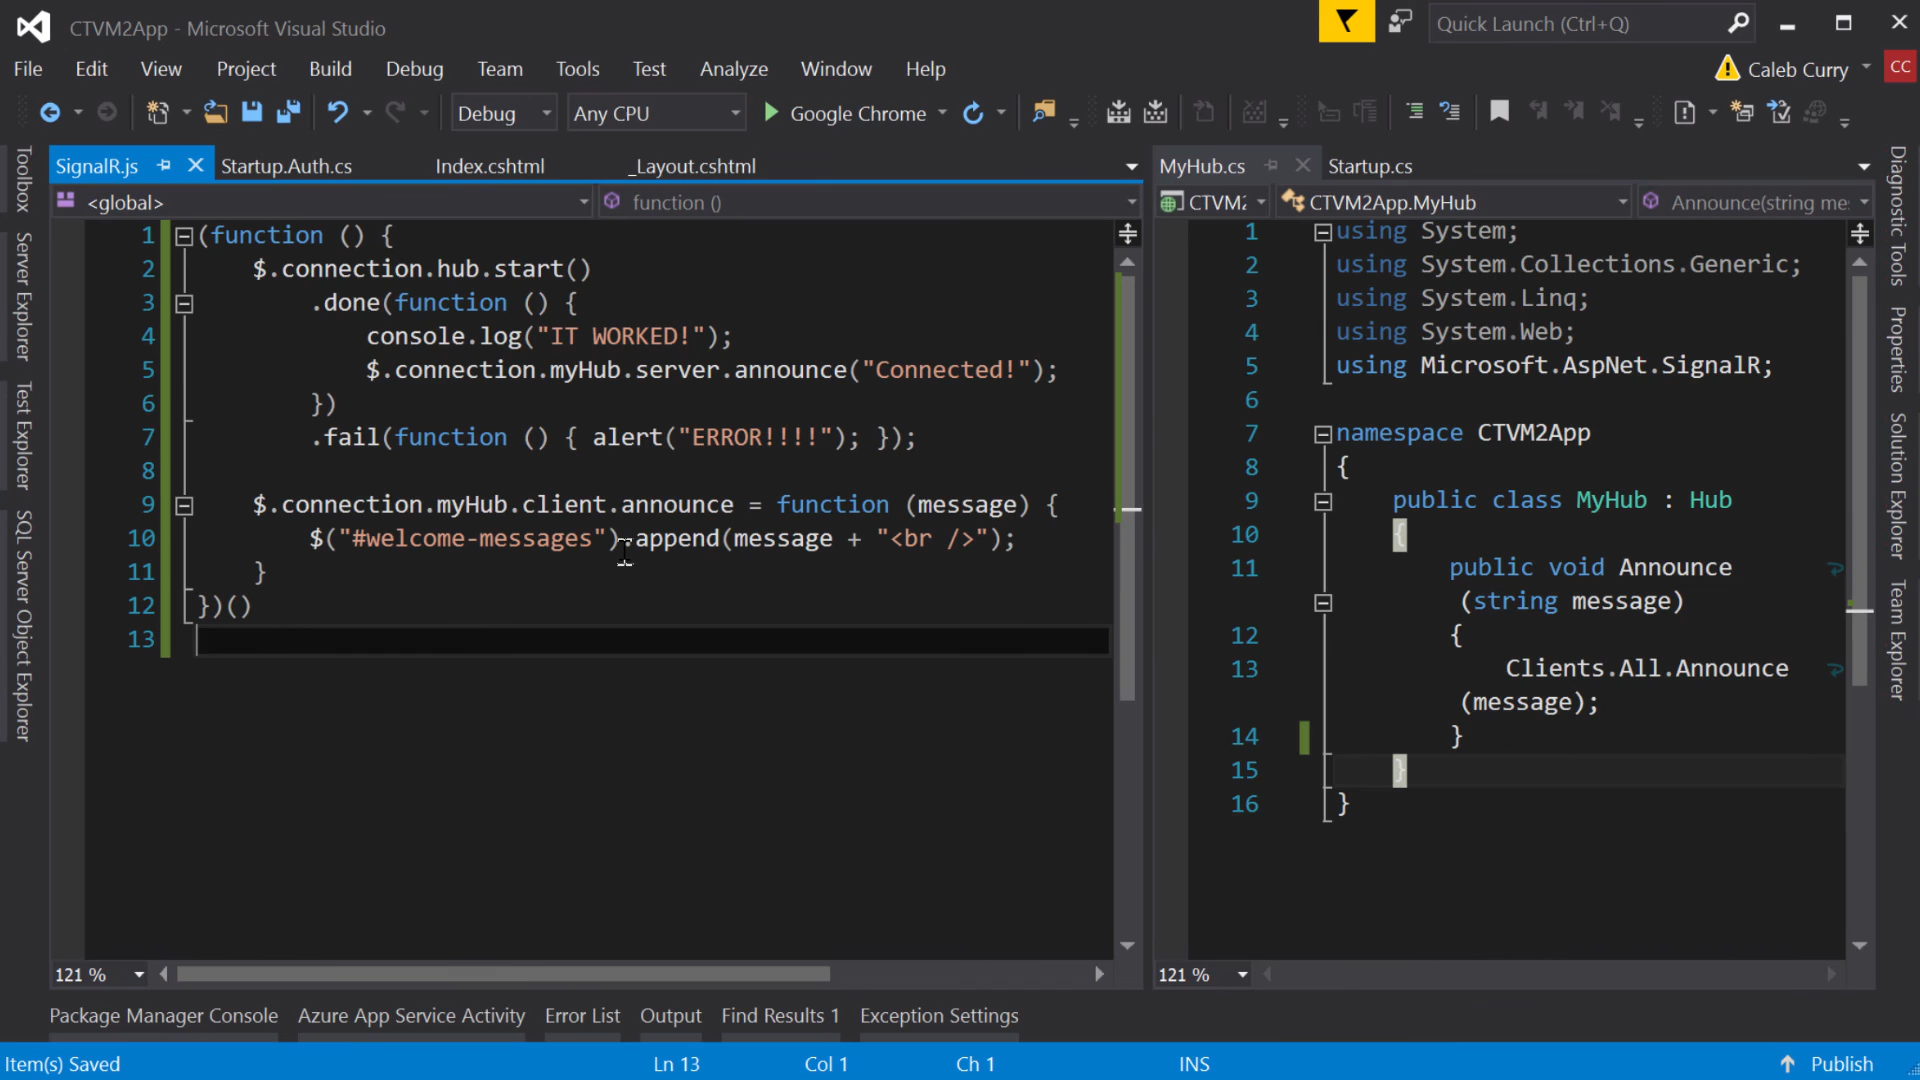 CTVM2App - Microsoft Visual Studio
Quick Launch (Ctrl+Q)
File Edit View Project Build Debug Team Tools Test Analyze Window Help
Caleb Curry CC
Debug Any CPU Google Chrome
SignalR.js Startup.Auth.cs Index.cshtml _Layout.cshtml
<global> function ()
1 (function () {
2 $.connection.hub.start()
3 .done(function () {
4 console.log("IT WORKED!");
5 $.connection.myHub.server.announce("Connected!");
6 })
7 .fail(function () { alert("ERROR!!!!"); });
8
9 $.connection.myHub.client.announce = function (message) {
10 $("#welcome-messages").append(message + "<br />");
11 }
12 })()
13
121 %
MyHub.cs Startup.cs
CTVM2 CTVM2App.MyHub Announce(string me
1 using System;
2 using System.Collections.Generic;
3 using System.Linq;
4 using System.Web;
5 using Microsoft.AspNet.SignalR;
6
7 namespace CTVM2App
8 {
9 public class MyHub : Hub
10 {
11 public void Announce
(string message)
12 {
13 Clients.All.Announce
(message);
14 }
15 }
16 }
121 %
Toolbox
Server Explorer
Test Explorer
SQL Server Object Explorer
Diagnostic Tools
Properties
Solution Explorer
Team Explorer
Package Manager Console Azure App Service Activity Error List Output Find Results 1 Exception Settings
Item(s) Saved Ln 13 Col 1 Ch 1 INS Publish